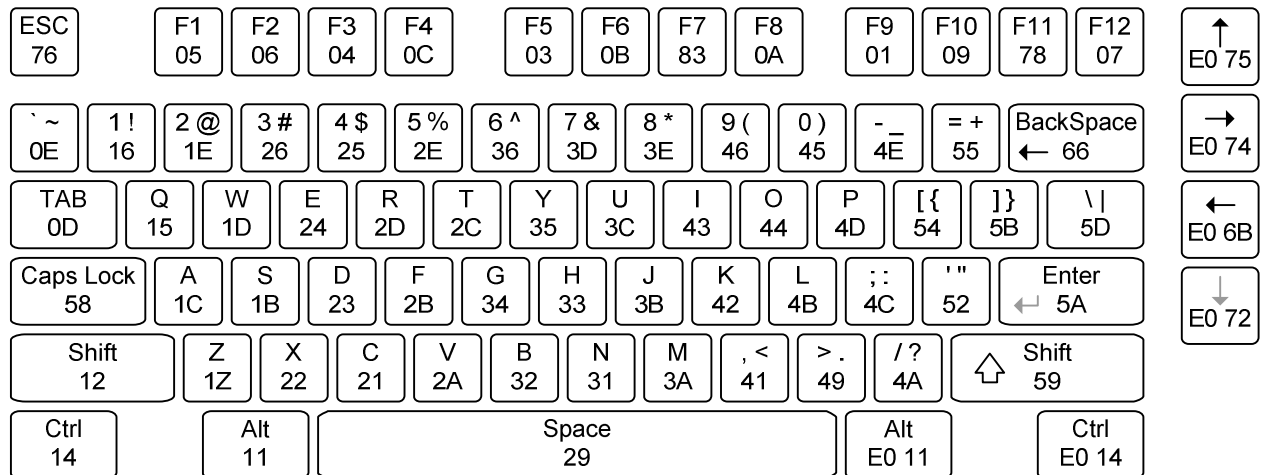 ESC F1 F2 F3 F4 F5 F6 F7 F8 F9 F10 F11 F12 ↑
76 05 06 04 0C 03 0B 83 0A 01 09 78 07 E0 75
` ~ 1 ! 2 @ 3 # 4 $ 5 % 6 ^ 7 & 8 * 9 ( 0 ) - _ = + BackSpace →
0E 16 1E 26 25 2E 36 3D 3E 46 45 4E 55 ← 66 E0 74
TAB Q W E R T Y U I O P [ { ] } \ | ←
0D 15 1D 24 2D 2C 35 3C 43 44 4D 54 5B 5D E0 6B
Caps Lock A S D F G H J K L ; : ' " Enter ↓
58 1C 1B 23 2B 34 33 3B 42 4B 4C 52 ↵ 5A E0 72
Shift Z X C V B N M , < > . / ? ⇧ Shift
12 1Z 22 21 2A 32 31 3A 41 49 4A 59
Ctrl Alt Space Alt Ctrl
14 11 29 E0 11 E0 14